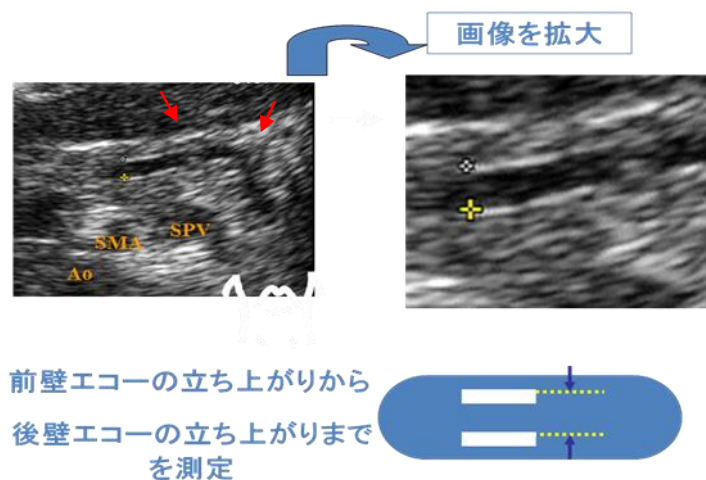 画像を拡大
SMA
SPV
Ao
前壁エコーの立ち上がりから
後壁エコーの立ち上がりまで
を測定